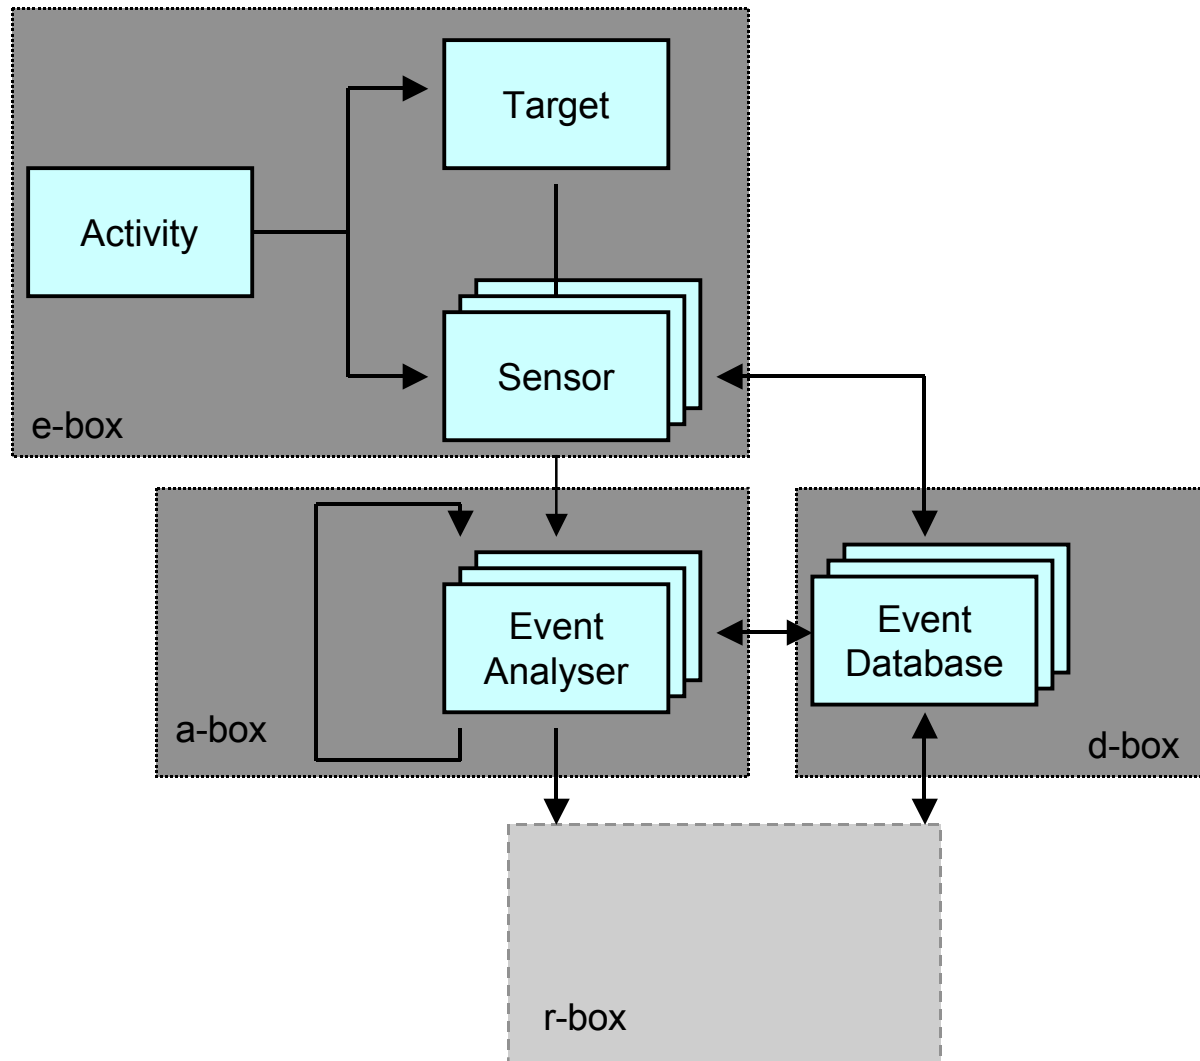 Target
Activity
Sensor
e-box
Event
Analyser
a-box
Event
Database
d-box
r-box